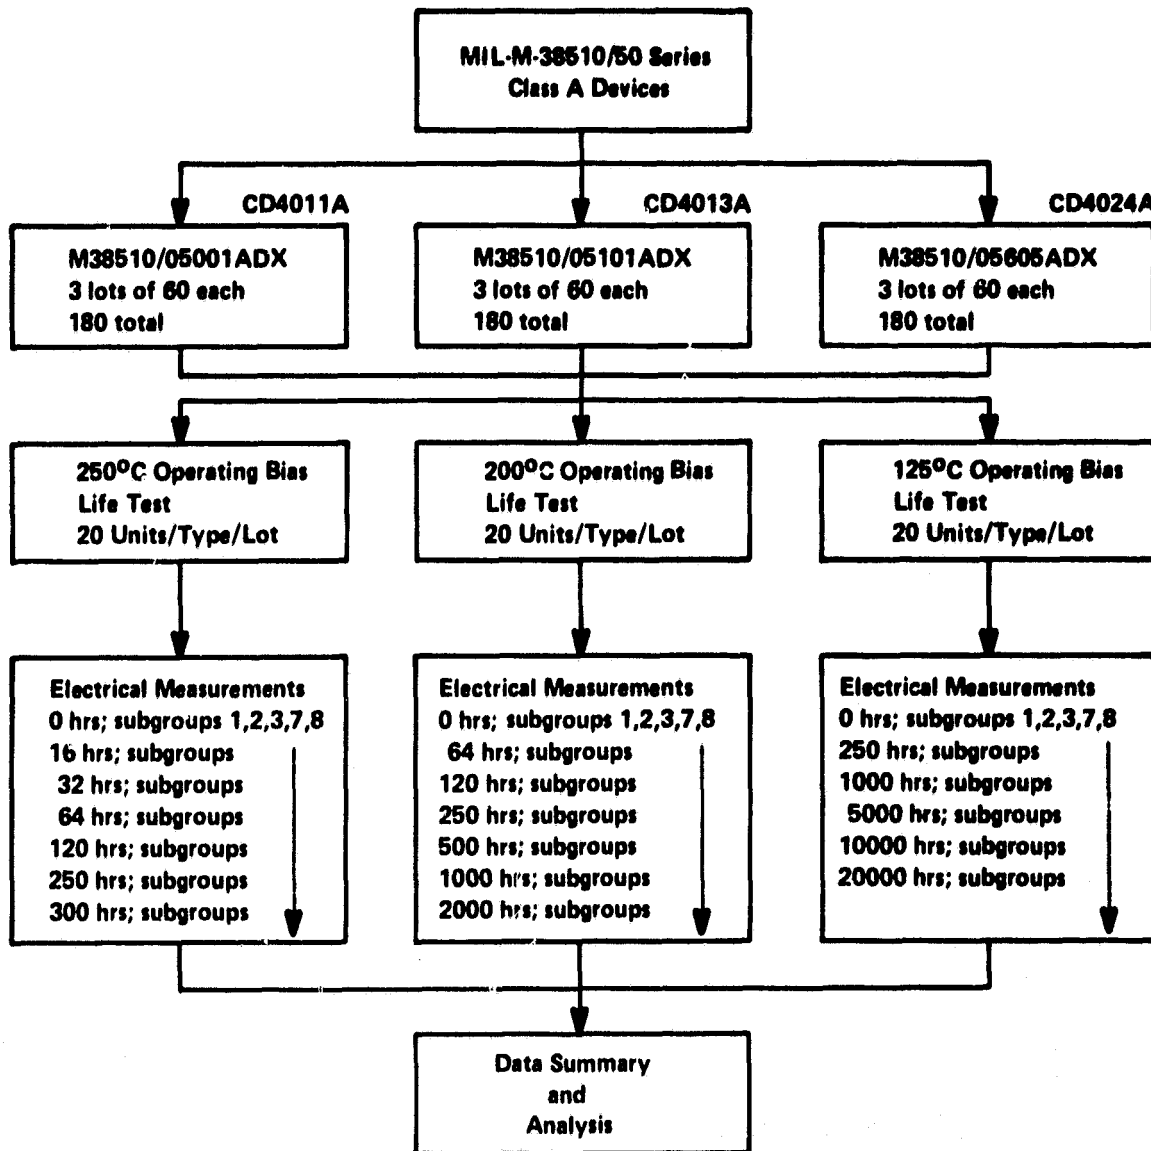 MIL-M-38510/50 Series
Class A Devices
CD4011A
CD4013A
CD4024A
M38510/05001ADX
3 lots of 60 each
180 total
M38510/05101ADX
3 lots of 60 each
180 total
M38510/05605ADX
3 lots of 60 each
180 total
250°C Operating Bias
Life Test
20 Units/Type/Lot
200°C Operating Bias
Life Test
20 Units/Type/Lot
125°C Operating Bias
Life Test
20 Units/Type/Lot
Electrical Measurements
0 hrs; subgroups 1,2,3,7,8
16 hrs; subgroups
32 hrs; subgroups
64 hrs; subgroups
120 hrs; subgroups
250 hrs; subgroups
300 hrs; subgroups
Electrical Measurements
0 hrs; subgroups 1,2,3,7,8
64 hrs; subgroups
120 hrs; subgroups
250 hrs; subgroups
500 hrs; subgroups
1000 hrs; subgroups
2000 hrs; subgroups
Electrical Measurements
0 hrs; subgroups 1,2,3,7,8
250 hrs; subgroups
1000 hrs; subgroups
5000 hrs; subgroups
10000 hrs; subgroups
20000 hrs; subgroups
Data Summary
and
Analysis